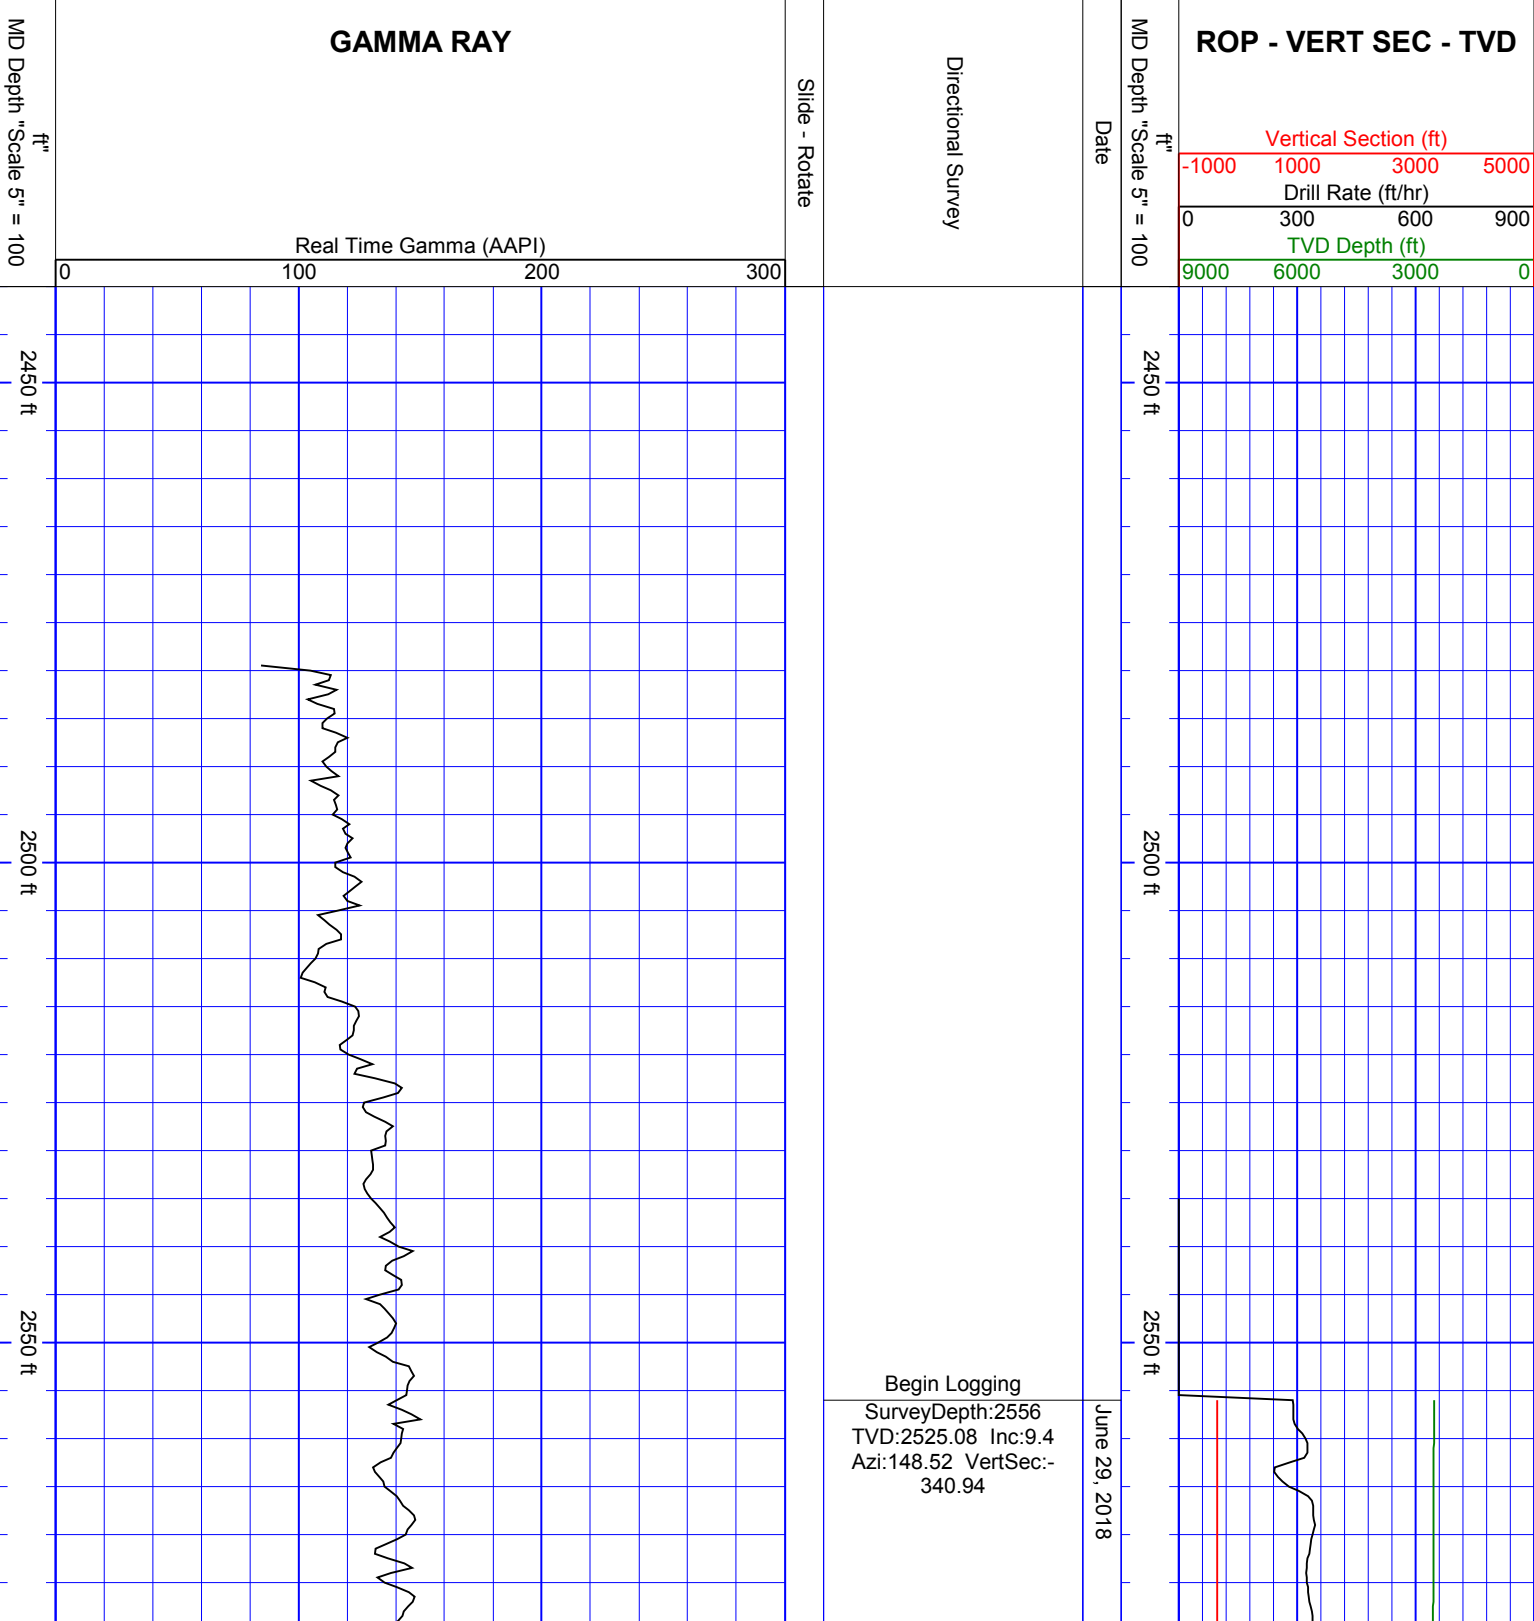 MD Depth "Scale 5" = 100
ft"
GAMMA RAY
Real Time Gamma (AAPI)
0 100 200 300
Slide - Rotate
Directional Survey
Date
MD Depth "Scale 5" = 100
ft"
ROP - VERT SEC - TVD
Vertical Section (ft)
-1000 1000 3000 5000
Drill Rate (ft/hr)
0 300 600 900
TVD Depth (ft)
9000 6000 3000 0
2450 ft
2450 ft
2500 ft
2500 ft
2550 ft
2550 ft
Begin Logging
SurveyDepth:2556
TVD:2525.08 Inc:9.4
Azi:148.52 VertSec:-
340.94
June 29, 2018